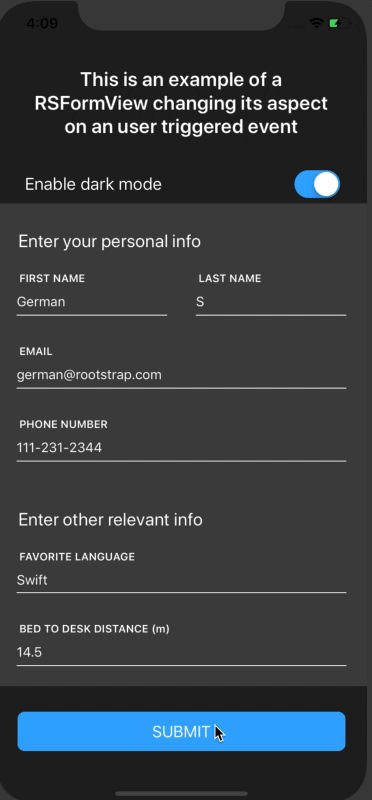 4:09
This is an example of a
RSFormView changing its aspect
on an user triggered event
Enable dark mode
Enter your personal info
FIRST NAME LAST NAME
German S
EMAIL
german@rootstrap.com
PHONE NUMBER
111-231-2344
Enter other relevant info
FAVORITE LANGUAGE
Swift
BED TO DESK DISTANCE (m)
14.5
SUBMIT